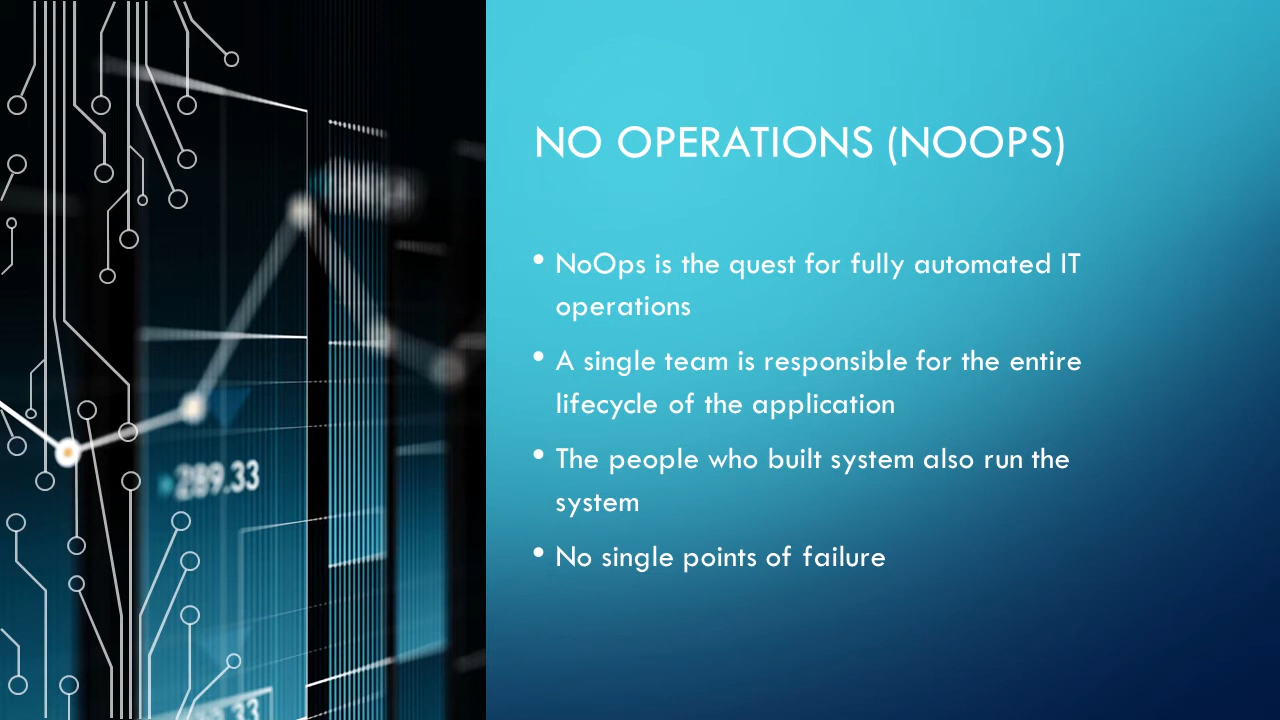 289.33
NO OPERATIONS (NOOPS)
• NoOps is the quest for fully automated IT
operations
• A single team is responsible for the entire
lifecycle of the application
• The people who built system also run the
system
• No single points of failure